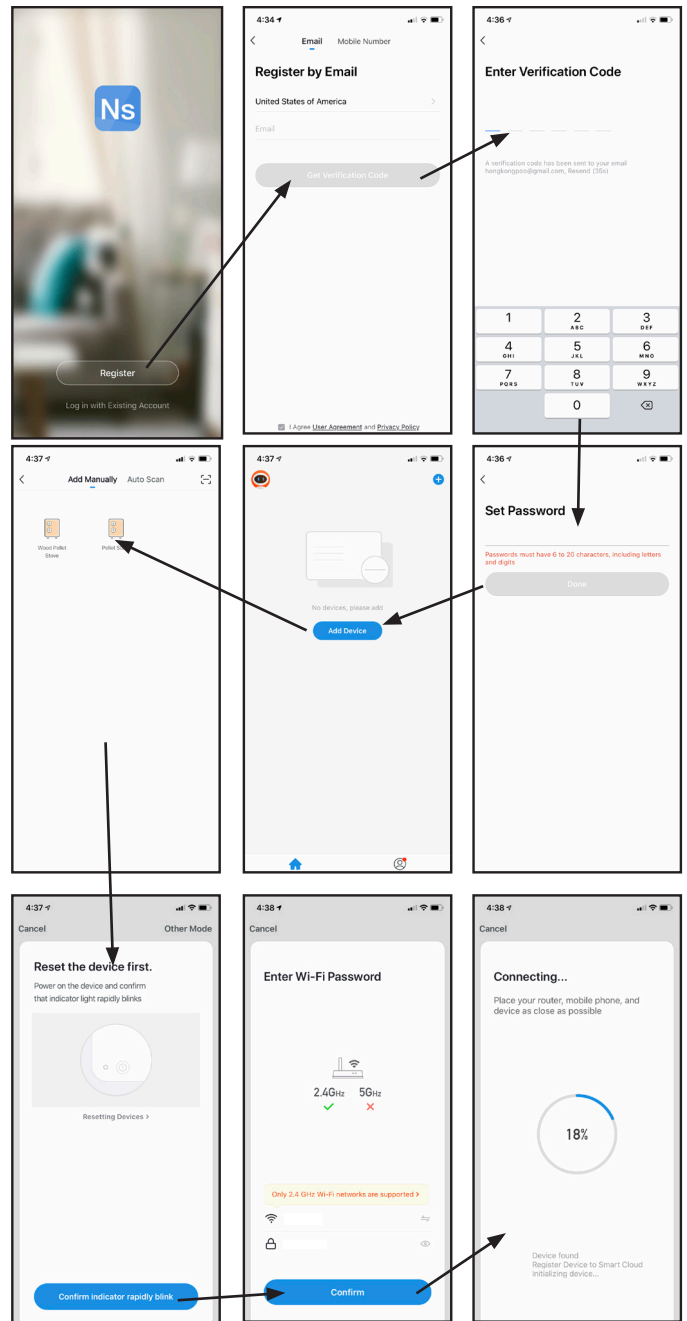 Ns
Register
Log in with Existing Account
4:34
Email Mobile Number
Register by Email
United States of America
Email
Get Verification Code
I Agree User Agreement and Privacy Policy
4:36
Enter Verification Code
A verification code has been sent to your email
hongkongpoo@gmail.com, Resend (36s)
1 2 3
ABC DEF
4 5 6
GHI JKL MNO
7 8 9
PQRS TUV WXYZ
0
4:37
Add Manually Auto Scan
Wood Pellet
Stove
Pellet
4:37
No devices, please add
Add Device
4:36
Set Password
Passwords must have 6 to 20 characters, including letters
and digits
Done
4:37
Cancel Other Mode
Reset the device first.
Power on the device and confirm
that indicator light rapidly blinks
Resetting Devices >
Confirm indicator rapidly blink
4:38
Cancel
Enter Wi-Fi Password
2.4GHz 5GHz
Only 2.4 GHz Wi-Fi networks are supported >
Confirm
4:38
Cancel
Connecting...
Place your router, mobile phone, and
device as close as possible
18%
Device found
Register Device to Smart Cloud
Initializing device...